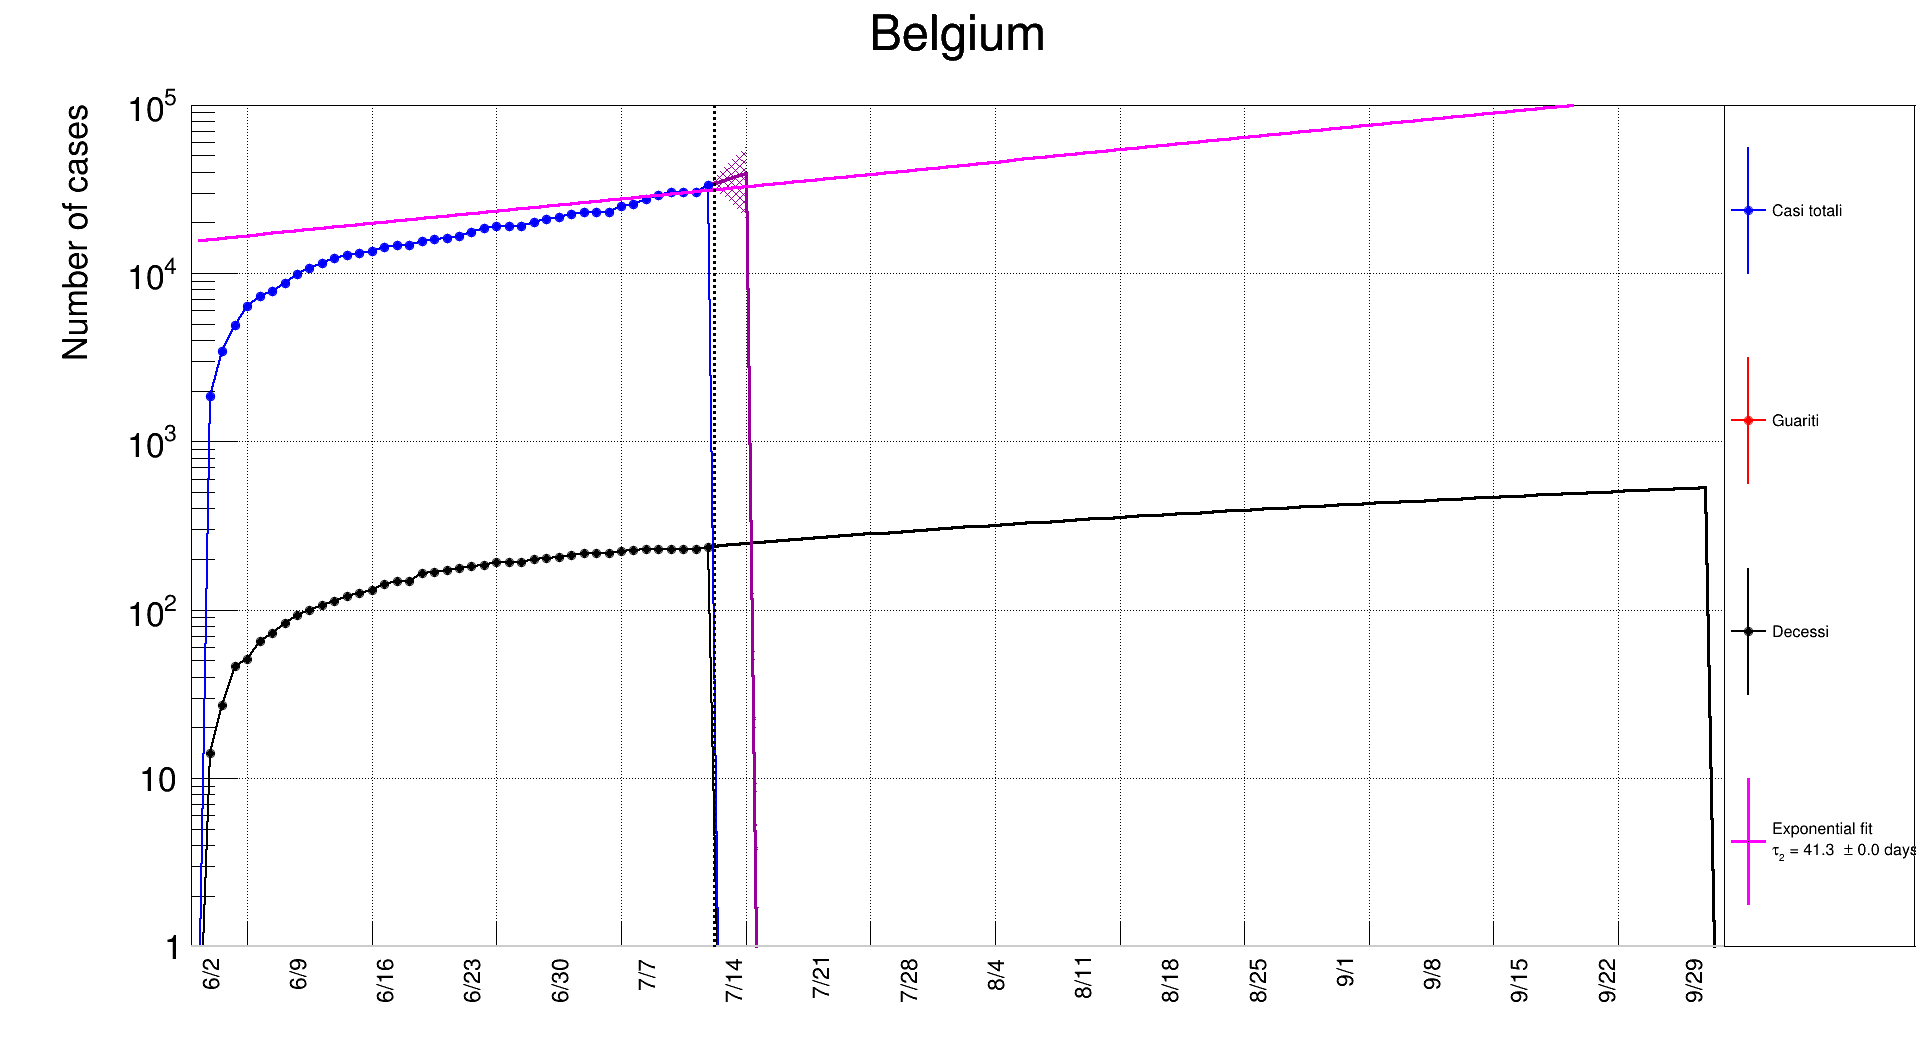 Belgium
Number of cases
10^5
10^4
10^3
10^2
10
1
6/2 6/9 6/16 6/23 6/30 7/7 7/14 7/21 7/28 8/4 8/11 8/18 8/25 9/1 9/8 9/15 9/22 9/29
Casi totali
Guariti
Decessi
Exponential fit
τ_2 = 41.3 ± 0.0 days